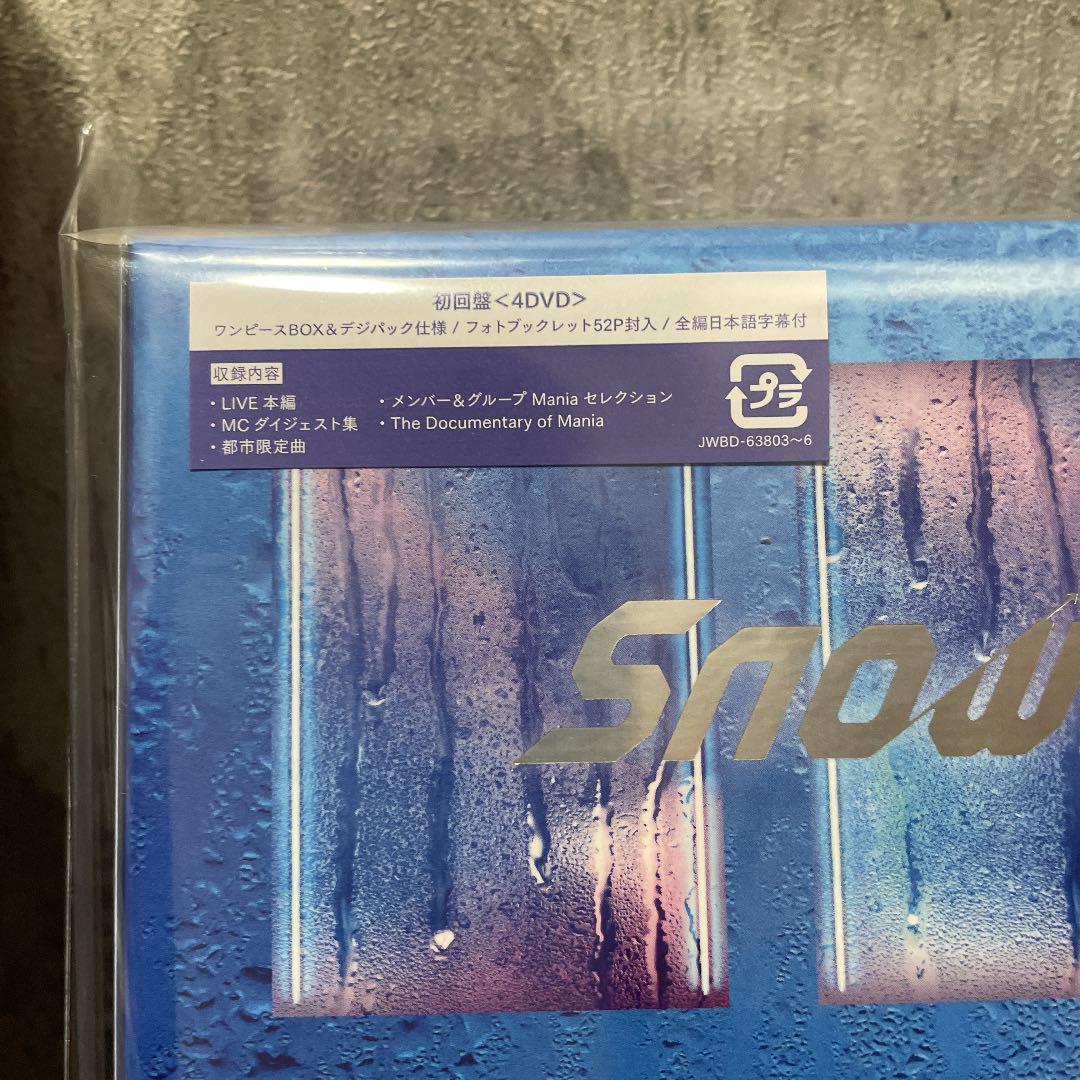 初回盤<4DVD>
ワンピースBOX＆デジパック仕様 / フォトブックレット52P封入 / 全編日本語字幕付
収録内容
・LIVE 本編
・MC ダイジェスト集
・都市限定曲
・メンバー＆グループ Mania セレクション
・The Documentary of Mania
プラ
JWBD-63803〜6
Snow